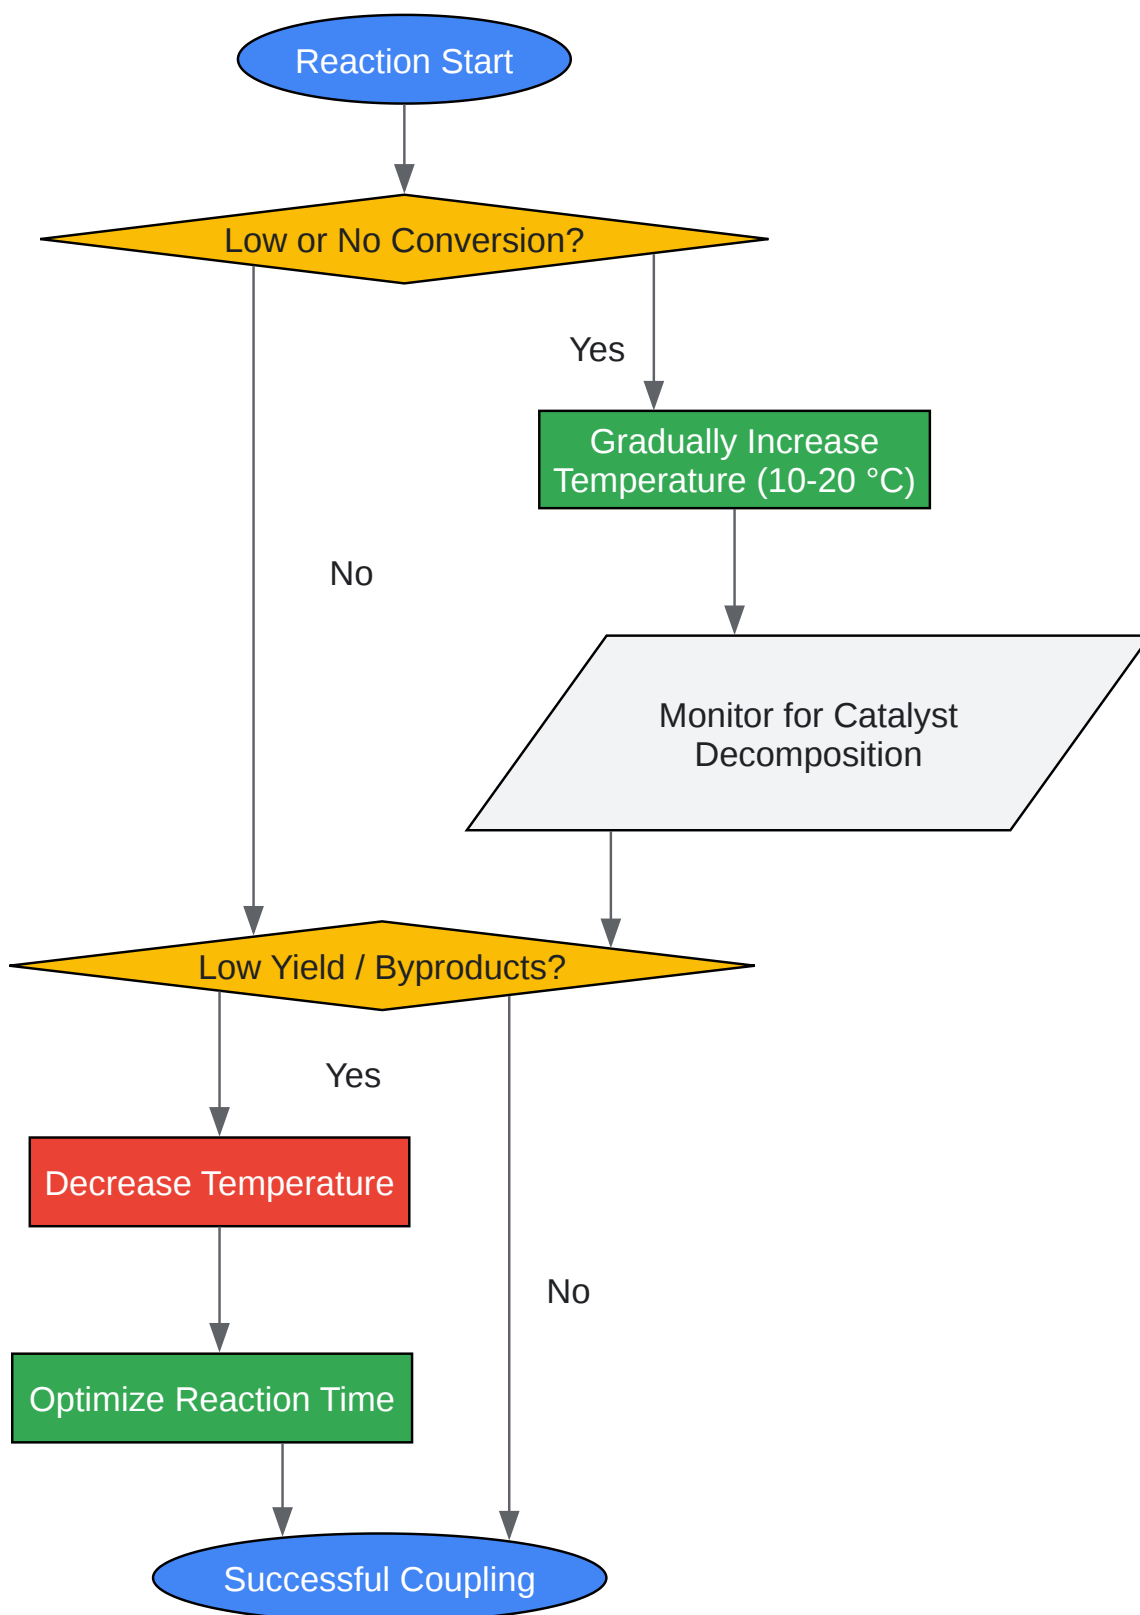 Reaction Start
Low or No Conversion?
Yes
Gradually Increase
Temperature (10-20 °C)
No
Monitor for Catalyst
Decomposition
Low Yield / Byproducts?
Yes
Decrease Temperature
No
Optimize Reaction Time
Successful Coupling